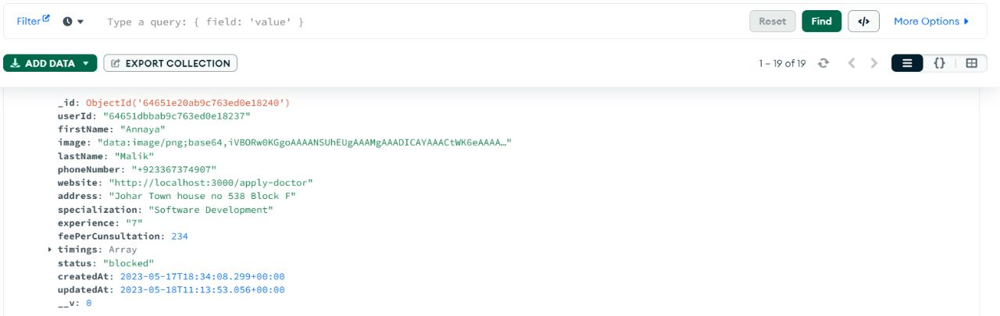 Filter
Type a query: { field: 'value' }
Reset
Find
</>
More Options
ADD DATA
EXPORT COLLECTION
1 – 19 of 19
{}
_id: ObjectId('64651e20ab9c763ed0e18240')
userId: "64651dbbab9c763ed0e18237"
firstName: "Annaya"
image: "data:image/png;base64,iVBORw0KGgoAAAANSUhEUgAAAMgAAADICAYAAACtWK6eAAAA…"
lastName: "Malik"
phoneNumber: "+923367374907"
website: "http://localhost:3000/apply-doctor"
address: "Johar Town house no 538 Block F"
specialization: "Software Development"
experience: "7"
feePerCunsultation: 234
timings: Array
status: "blocked"
createdAt: 2023-05-17T18:34:08.299+00:00
updatedAt: 2023-05-18T11:13:53.056+00:00
__v: 0